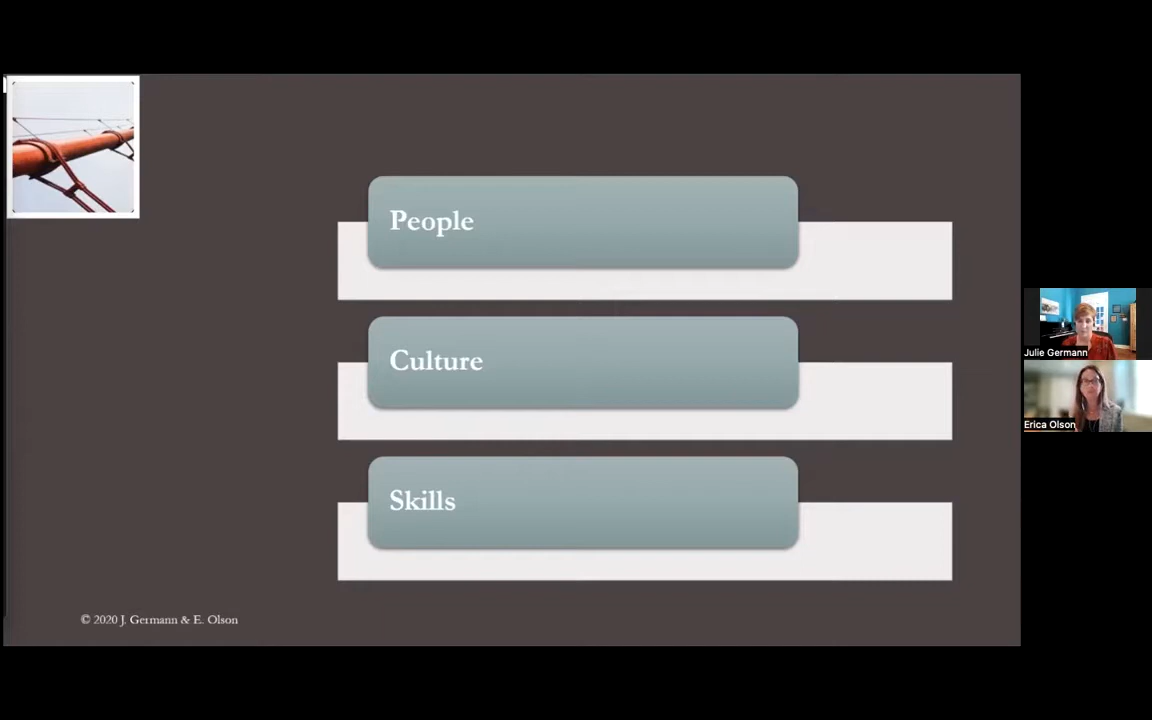 People
Culture
Skills
© 2020 J. Germann & E. Olson
Julie Germann
Erica Olson